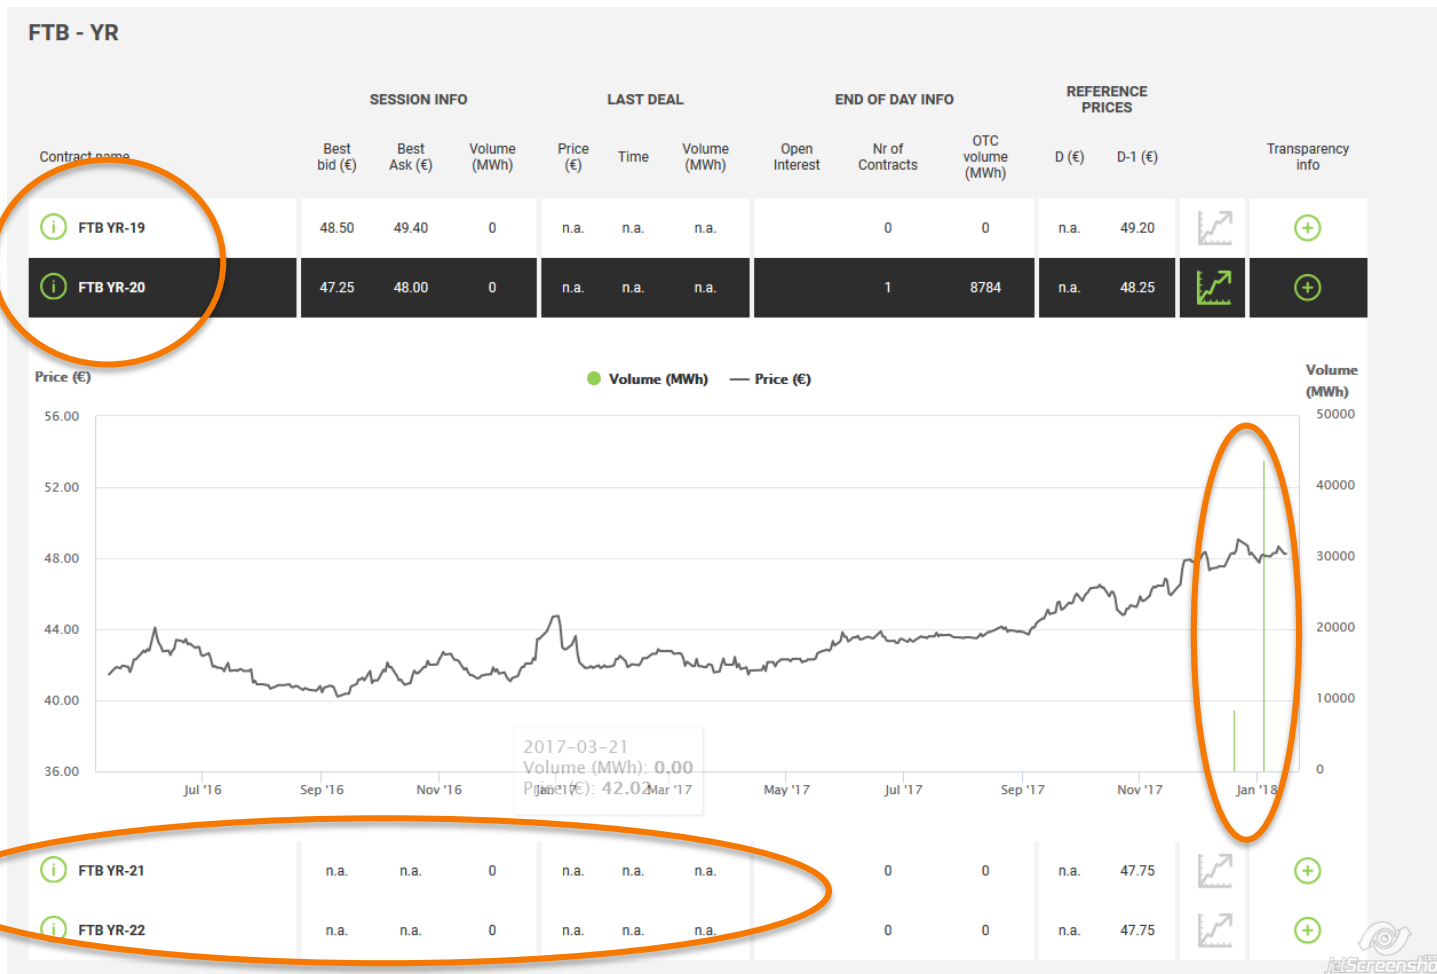 FTB - YR
SESSION INFO LAST DEAL END OF DAY INFO REFERENCE PRICES
Contract name Best bid (€) Best Ask (€) Volume (MWh) Price (€) Time Volume (MWh) Open Interest Nr of Contracts OTC volume (MWh) D (€) D-1 (€) Transparency info
FTB YR-19 48.50 49.40 0 n.a. n.a. n.a. 0 0 n.a. 49.20
FTB YR-20 47.25 48.00 0 n.a. n.a. n.a. 1 8784 n.a. 48.25
Price (€) Volume (MWh) Price (€) Volume (MWh)
56.00 50000
52.00 40000
48.00 30000
44.00 20000
40.00 10000
2017-03-21
Volume (MWh): 0.00
Price (€): 42.02
36.00 0
Jul '16 Sep '16 Nov '16 Jan '17 Mar '17 May '17 Jul '17 Sep '17 Nov '17 Jan '18
FTB YR-21 n.a. n.a. 0 n.a. n.a. n.a. 0 0 n.a. 47.75
FTB YR-22 n.a. n.a. 0 n.a. n.a. n.a. 0 0 n.a. 47.75